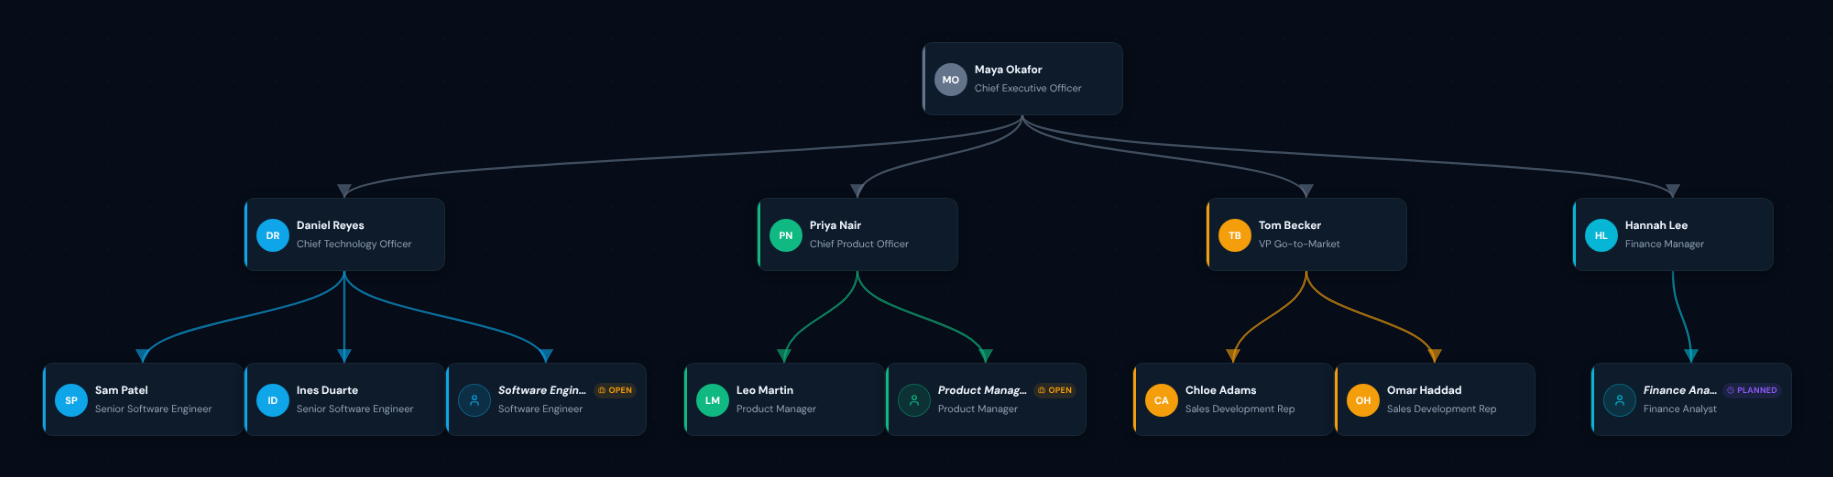 MO
Maya Okafor
Chief Executive Officer
DR
Daniel Reyes
Chief Technology Officer
PN
Priya Nair
Chief Product Officer
TB
Tom Becker
VP Go-to-Market
HL
Hannah Lee
Finance Manager
SP
Sam Patel
Senior Software Engineer
ID
Ines Duarte
Senior Software Engineer
Software Engin... OPEN
Software Engineer
LM
Leo Martin
Product Manager
Product Manag... OPEN
Product Manager
CA
Chloe Adams
Sales Development Rep
OH
Omar Haddad
Sales Development Rep
Finance Ana... PLANNED
Finance Analyst